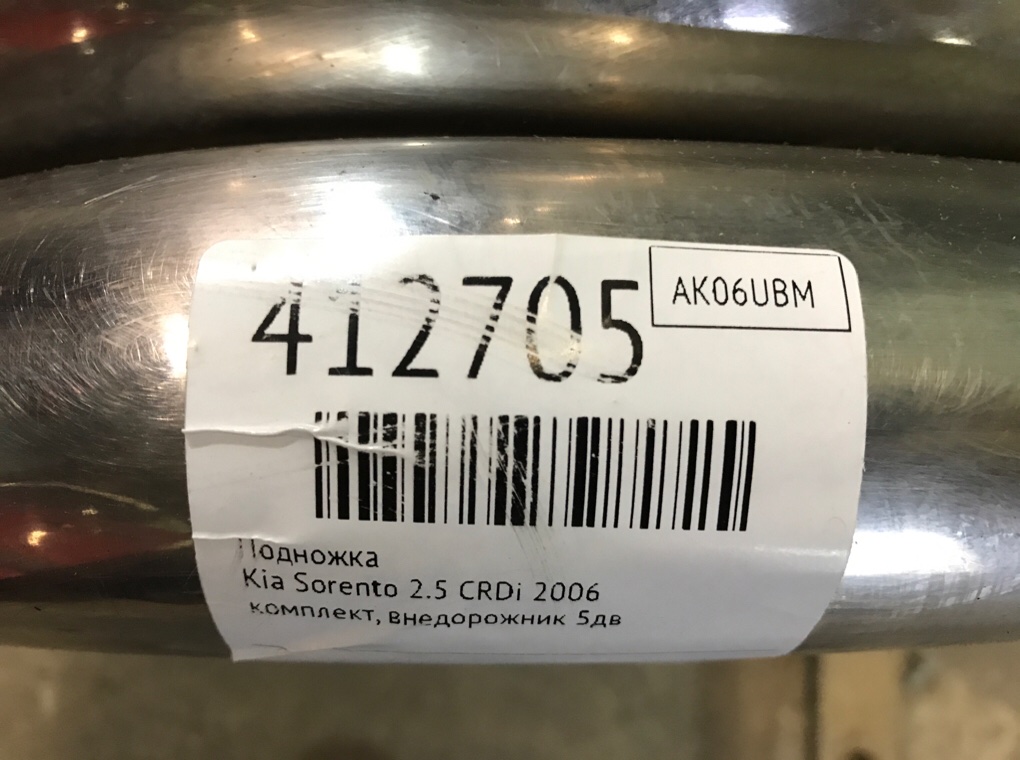 412705
AK06UBM
Подножка
Kia Sorento 2.5 CRDi 2006
комплект, внедорожник 5дв